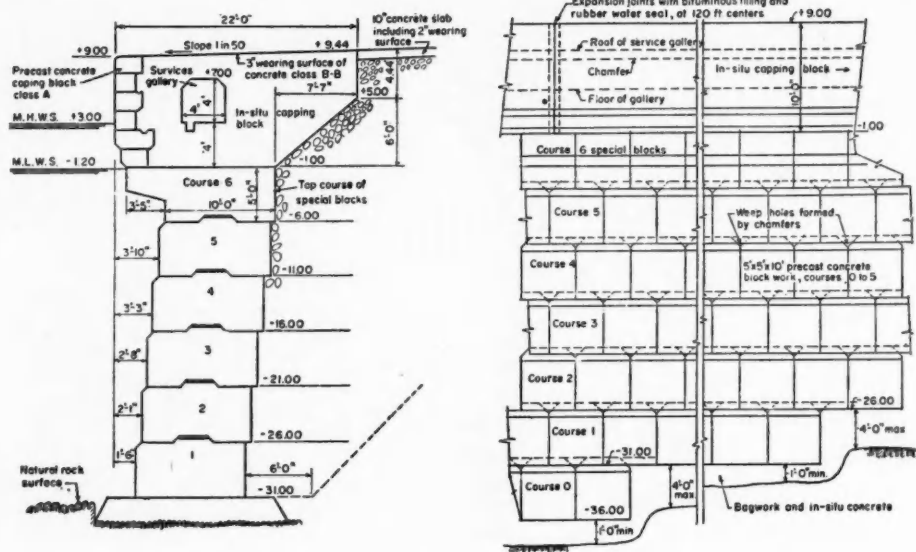 22'-0"
10" concrete slab
including 2" wearing
surface
+9.00
Slope 1 in 50
+9.44
3" wearing surface of
concrete class B-B
Precast concrete
coping block
class A
Survices
gallery
+700
4'
4'
4'
In-situ capping
block
7'-7"
4.44'
+5.00
6'-0"
M.H.W.S. +3.00
M.L.W.S. -1.20
-1.00
Course 6
5'-0"
Top course of
special blocks
3'-5"
10'-0"
-6.00
3'-10"
5
-11.00
3'-3"
4
-16.00
2'-8"
3
-21.00
2'-1"
2
-26.00
1'-6"
1
6'-0"
-31.00
Natural rock
surface
Expansion joints with bituminous filling and
rubber water seal, at 120 ft centers
+9.00
Roof of service gallery
Chamfer
In-situ capping block
Floor of gallery
10'-0"
-1.00
Course 6 special blocks
Course 5
Weep holes formed
by chamfers
Course 4
5'x5'x10' precast concrete
block work, courses 0 to 5
Course 3
Course 2
-26.00
Course 1
4'-0" max
-31.00
1'-0" min.
Course 0
4'-0"
max.
-36.00
Bagwork and in-situ concrete
1'-0" min